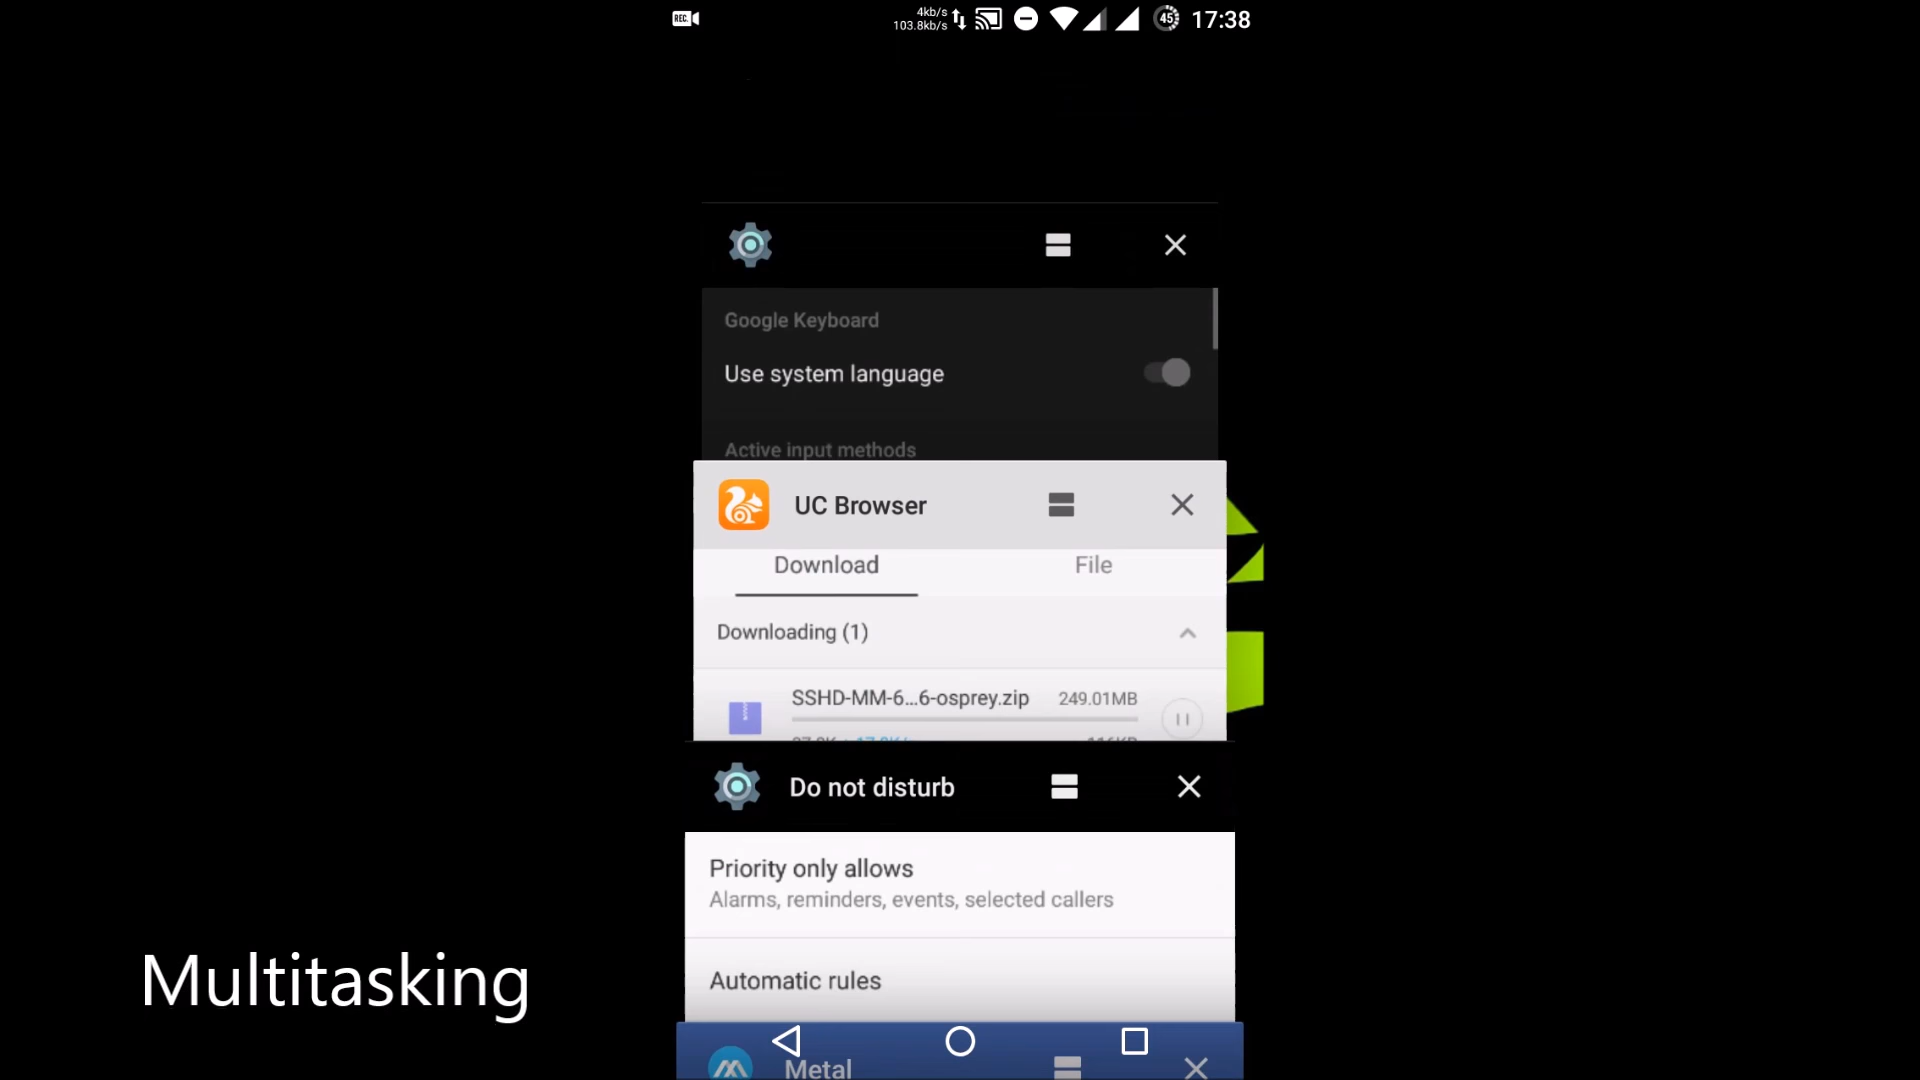 REC.
4kb/s
103.8kb/s
45
17:38
Google Keyboard
Use system language
Active input methods
UC Browser
Download File
Downloading (1)
SSHD-MM-6...6-osprey.zip 249.01MB
Do not disturb
Priority only allows
Alarms, reminders, events, selected callers
Automatic rules
Multitasking
Metal